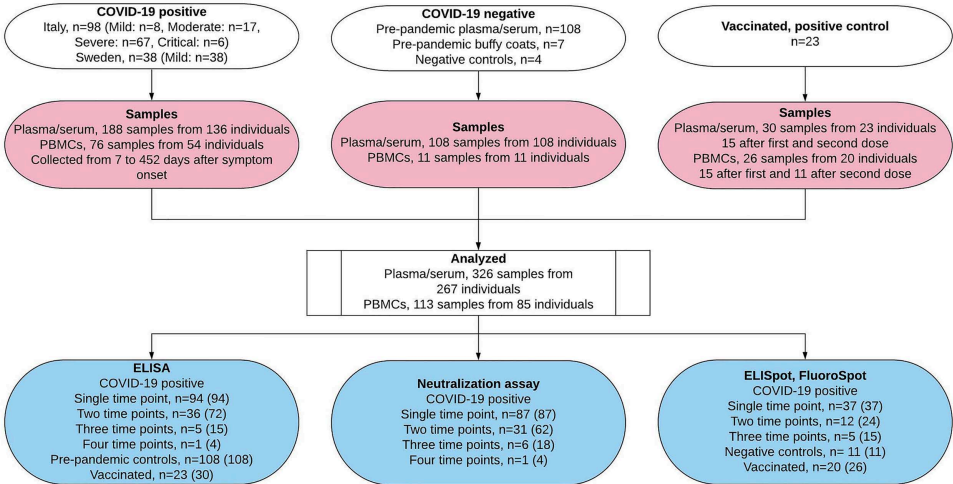 COVID-19 positive
Italy, n=98 (Mild: n=8, Moderate: n=17,
Severe: n=67, Critical: n=6)
Sweden, n=38 (Mild: n=38)
COVID-19 negative
Pre-pandemic plasma/serum, n=108
Pre-pandemic buffy coats, n=7
Negative controls, n=4
Vaccinated, positive control
n=23
Samples
Plasma/serum, 188 samples from 136 individuals
PBMCs, 76 samples from 54 individuals
Collected from 7 to 452 days after symptom
onset
Samples
Plasma/serum, 108 samples from 108 individuals
PBMCs, 11 samples from 11 individuals
Samples
Plasma/serum, 30 samples from 23 individuals
15 after first and second dose
PBMCs, 26 samples from 20 individuals
15 after first and 11 after second dose
Analyzed
Plasma/serum, 326 samples from
267 individuals
PBMCs, 113 samples from 85 individuals
ELISA
COVID-19 positive
Single time point, n=94 (94)
Two time points, n=36 (72)
Three time points, n=5 (15)
Four time points, n=1 (4)
Pre-pandemic controls, n=108 (108)
Vaccinated, n=23 (30)
Neutralization assay
COVID-19 positive
Single time point, n=87 (87)
Two time points, n=31 (62)
Three time points, n=6 (18)
Four time points, n=1 (4)
ELISpot, FluoroSpot
COVID-19 positive
Single time point, n=37 (37)
Two time points, n=12 (24)
Three time points, n=5 (15)
Negative controls, n= 11 (11)
Vaccinated, n=20 (26)